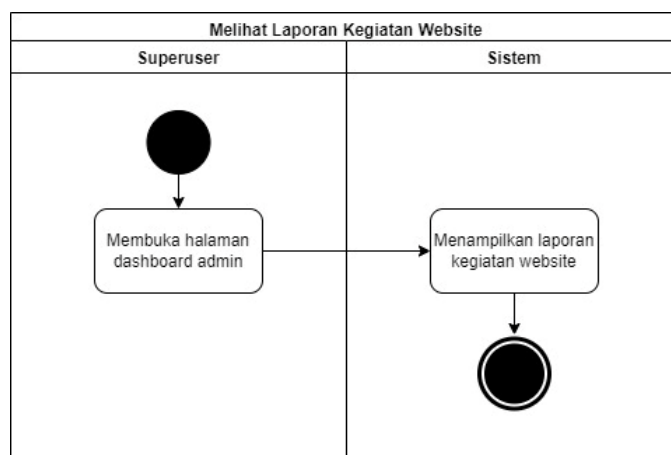 Melihat Laporan Kegiatan Website
Superuser
Sistem
Membuka halaman
dashboard admin
Menampilkan laporan
kegiatan website